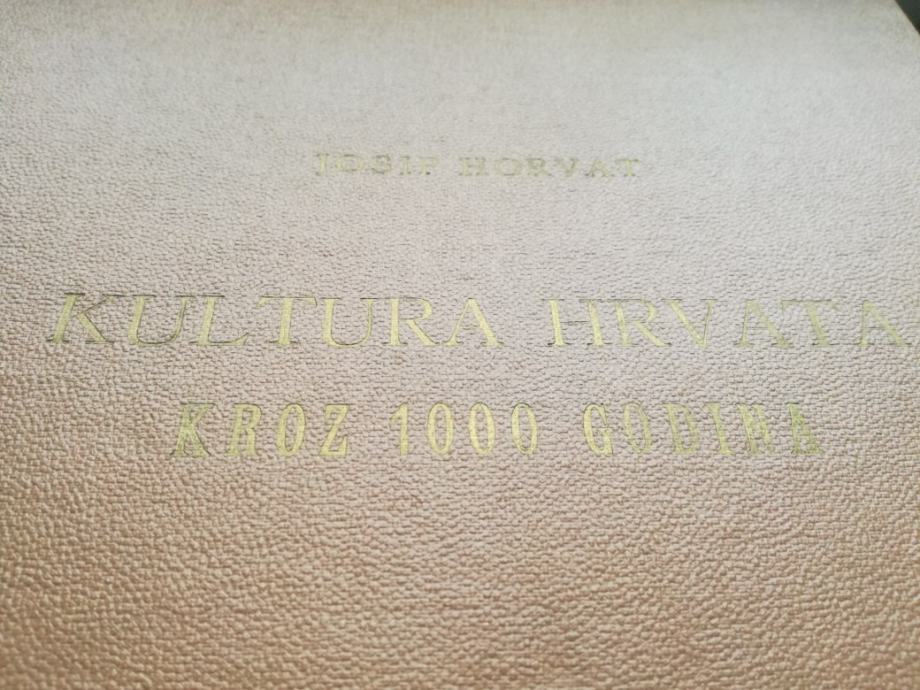 JOSIP HORVAT
KULTURA HRVATA
KROZ 1000 GODINA